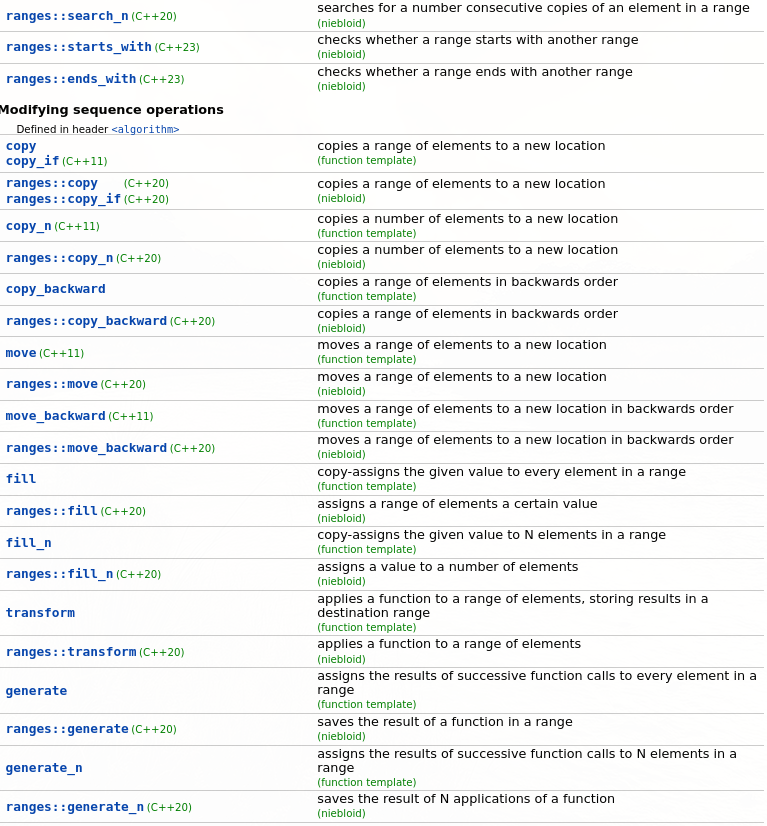 ranges::search_n (C++20)
searches for a number consecutive copies of an element in a range
(niebloid)
ranges::starts_with (C++23)
checks whether a range starts with another range
(niebloid)
ranges::ends_with (C++23)
checks whether a range ends with another range
(niebloid)
Modifying sequence operations
Defined in header <algorithm>
copy
copy_if (C++11)
copies a range of elements to a new location
(function template)
ranges::copy (C++20)
ranges::copy_if (C++20)
copies a range of elements to a new location
(niebloid)
copy_n (C++11)
copies a number of elements to a new location
(function template)
ranges::copy_n (C++20)
copies a number of elements to a new location
(niebloid)
copy_backward
copies a range of elements in backwards order
(function template)
ranges::copy_backward (C++20)
copies a range of elements in backwards order
(niebloid)
move (C++11)
moves a range of elements to a new location
(function template)
ranges::move (C++20)
moves a range of elements to a new location
(niebloid)
move_backward (C++11)
moves a range of elements to a new location in backwards order
(function template)
ranges::move_backward (C++20)
moves a range of elements to a new location in backwards order
(niebloid)
fill
copy-assigns the given value to every element in a range
(function template)
ranges::fill (C++20)
assigns a range of elements a certain value
(niebloid)
fill_n
copy-assigns the given value to N elements in a range
(function template)
ranges::fill_n (C++20)
assigns a value to a number of elements
(niebloid)
transform
applies a function to a range of elements, storing results in a
destination range
(function template)
ranges::transform (C++20)
applies a function to a range of elements
(niebloid)
generate
assigns the results of successive function calls to every element in a
range
(function template)
ranges::generate (C++20)
saves the result of a function in a range
(niebloid)
generate_n
assigns the results of successive function calls to N elements in a
range
(function template)
ranges::generate_n (C++20)
saves the result of N applications of a function
(niebloid)